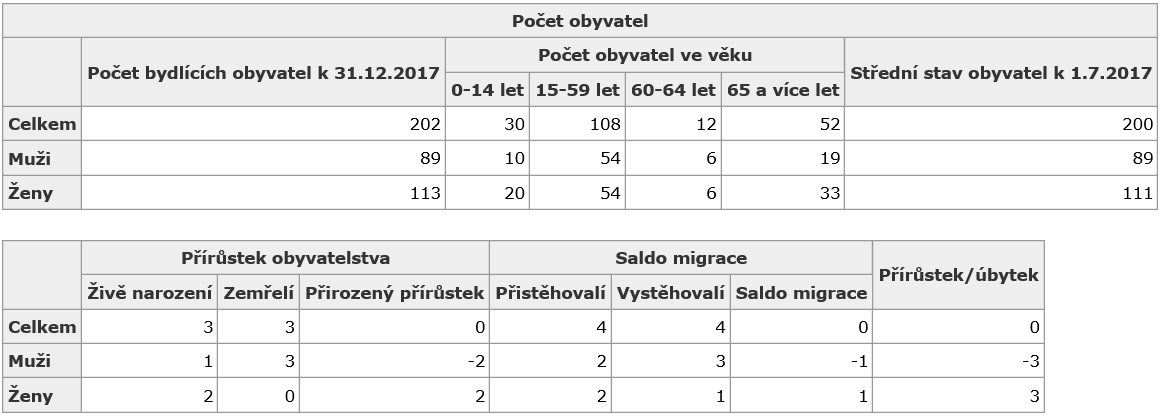 Počet obyvatel
Počet bydlících obyvatel k 31.12.2017 Počet obyvatel ve věku Střední stav obyvatel k 1.7.2017
0-14 let 15-59 let 60-64 let 65 a více let
Celkem 202 30 108 12 52 200
Muži 89 10 54 6 19 89
Ženy 113 20 54 6 33 111
Přírůstek obyvatelstva Saldo migrace Přírůstek/úbytek
Živě narození Zemřelí Přirozený přírůstek Přistěhovalí Vystěhovalí Saldo migrace
Celkem 3 3 0 4 4 0 0
Muži 1 3 -2 2 3 -1 -3
Ženy 2 0 2 2 1 1 3